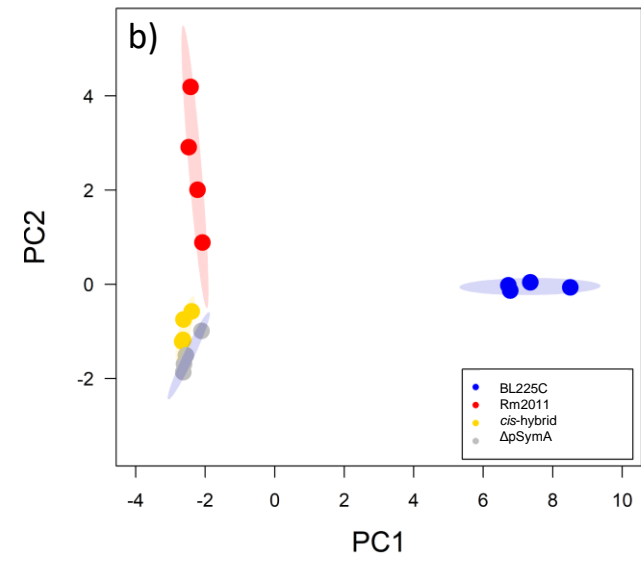 b)
4
2
0
-2
PC2
BL225C
Rm2011
cis-hybrid
ΔpSymA
-4 -2 0 2 4 6 8 10
PC1